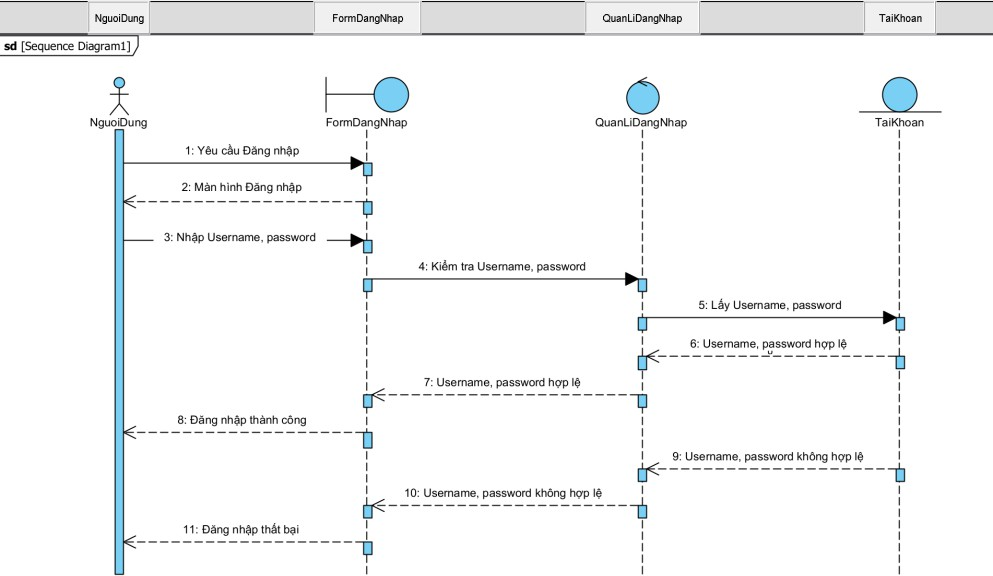 NguoiDung FormDangNhap QuanLiDangNhap TaiKhoan
sd [Sequence Diagram1]
NguoiDung FormDangNhap QuanLiDangNhap TaiKhoan
1: Yêu cầu Đăng nhập
2: Màn hình Đăng nhập
3: Nhập Username, password
4: Kiểm tra Username, password
5: Lấy Username, password
6: Username, password hợp lệ
7: Username, password hợp lệ
8: Đăng nhập thành công
9: Username, password không hợp lệ
10: Username, password không hợp lệ
11: Đăng nhập thất bại